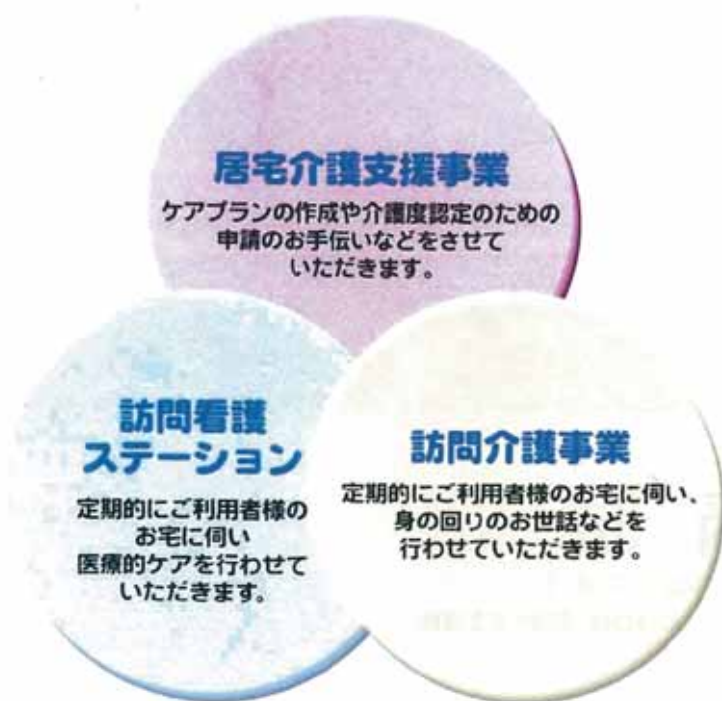 居宅介護支援事業
ケアプランの作成や介護度認定のための
申請のお手伝いなどをさせて
いただきます。
訪問看護
ステーション
定期的にご利用者様の
お宅に伺い
医療的ケアを行わせて
いただきます。
訪問介護事業
定期的にご利用者様のお宅に伺い、
身の回りのお世話などを
行わせていただきます。